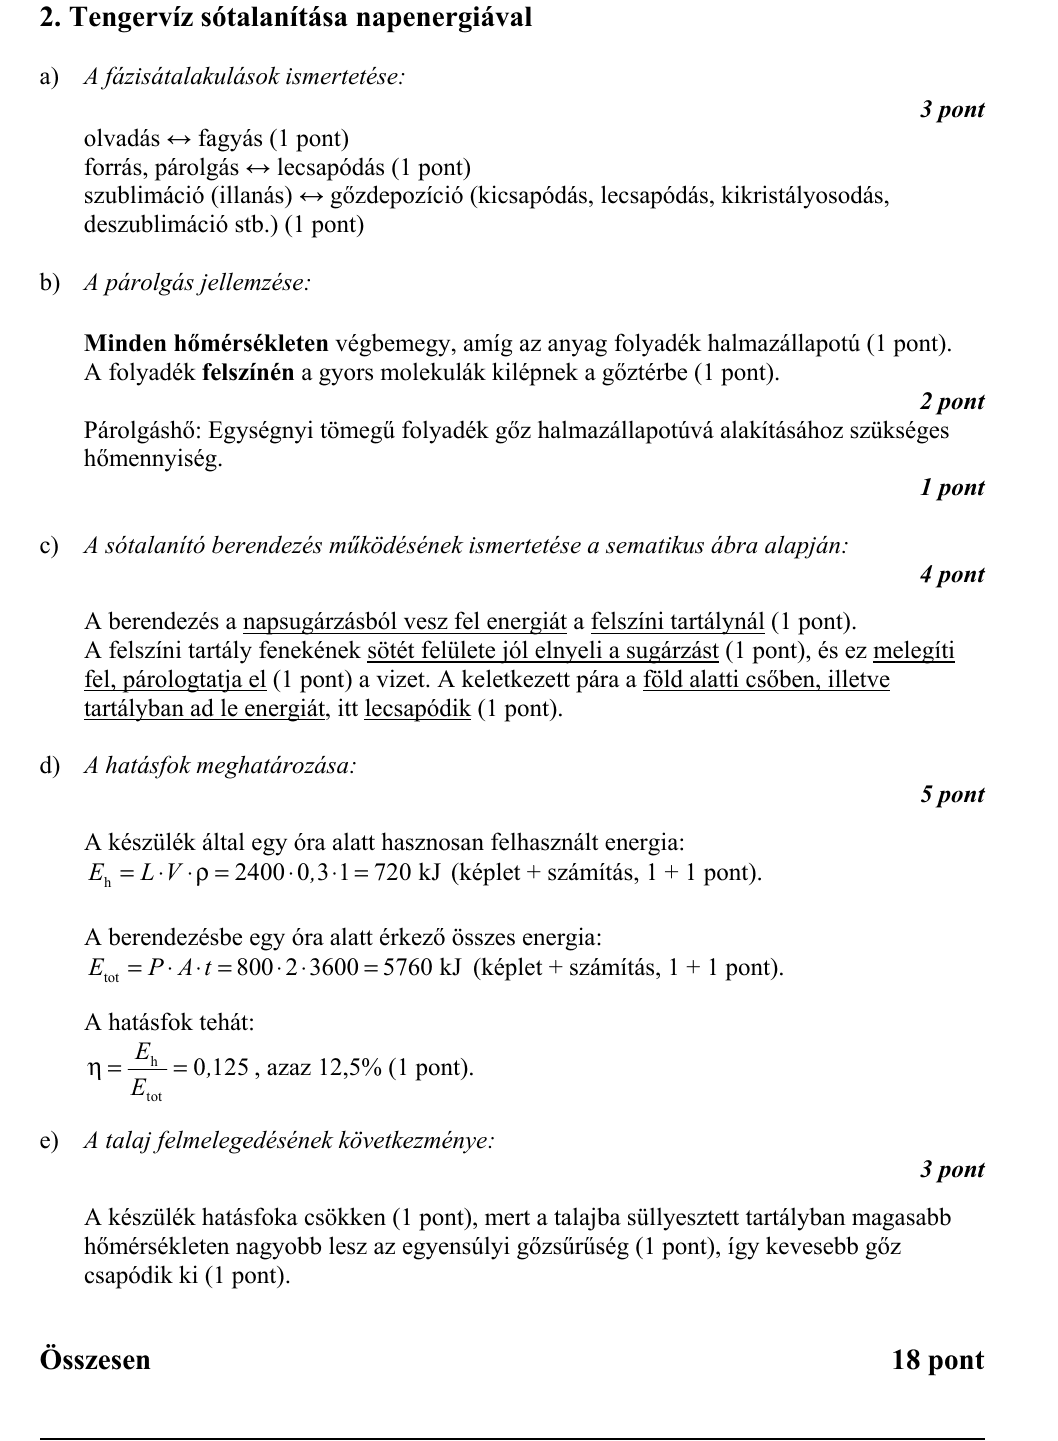 2. Tengervíz sótalanítása napenergiával
a) A fázisátalakulások ismertetése:
3 pont
olvadás ↔ fagyás (1 pont)
forrás, párolgás ↔ lecsapódás (1 pont)
szublimáció (illanás) ↔ gőzdepozíció (kicsapódás, lecsapódás, kikristályosodás,
deszublimáció stb.) (1 pont)
b) A párolgás jellemzése:
Minden hőmérsékleten végbemegy, amíg az anyag folyadék halmazállapotú (1 pont).
A folyadék felszínén a gyors molekulák kilépnek a gőztérbe (1 pont).
2 pont
Párolgáshő: Egységnyi tömegű folyadék gőz halmazállapotúvá alakításához szükséges
hőmennyiség.
1 pont
c) A sótalanító berendezés működésének ismertetése a sematikus ábra alapján:
4 pont
A berendezés a napsugárzásból vesz fel energiát a felszíni tartálynál (1 pont).
A felszíni tartály fenekének sötét felülete jól elnyeli a sugárzást (1 pont), és ez melegíti
fel, párologtatja el (1 pont) a vizet. A keletkezett pára a föld alatti csőben, illetve
tartályban ad le energiát, itt lecsapódik (1 pont).
d) A hatásfok meghatározása:
5 pont
A készülék által egy óra alatt hasznosan felhasznált energia:
E_h = L · V · ρ = 2400 · 0,3 · 1 = 720 kJ (képlet + számítás, 1 + 1 pont).
A berendezésbe egy óra alatt érkező összes energia:
E_tot = P · A · t = 800 · 2 · 3600 = 5760 kJ (képlet + számítás, 1 + 1 pont).
A hatásfok tehát:
η = E_h / E_tot = 0,125 , azaz 12,5% (1 pont).
e) A talaj felmelegedésének következménye:
3 pont
A készülék hatásfoka csökken (1 pont), mert a talajba süllyesztett tartályban magasabb
hőmérsékleten nagyobb lesz az egyensúlyi gőzsűrűség (1 pont), így kevesebb gőz
csapódik ki (1 pont).
Összesen 18 pont